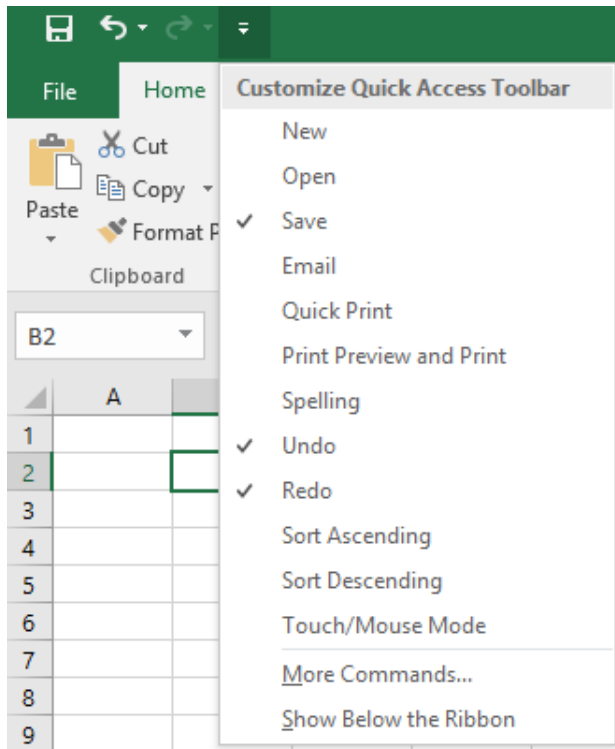 File
Home
Customize Quick Access Toolbar
New
Open
Save
Email
Quick Print
Print Preview and Print
Spelling
Undo
Redo
Sort Ascending
Sort Descending
Touch/Mouse Mode
More Commands...
Show Below the Ribbon
Paste
Cut
Copy
Format P
Clipboard
B2
A
1
2
3
4
5
6
7
8
9